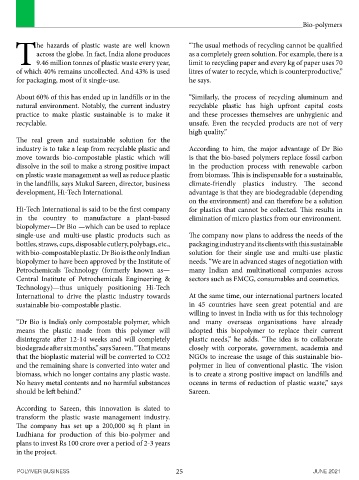 Bio-polymers
The hazards of plastic waste are well known
across the globe. In fact, India alone produces
9.46 million tonnes of plastic waste every year,
of which 40% remains uncollected. And 43% is used
for packaging, most of it single-use.
About 60% of this has ended up in landfills or in the
natural environment. Notably, the current industry
practice to make plastic sustainable is to make it
recyclable.
The real green and sustainable solution for the
industry is to take a leap from recyclable plastic and
move towards bio-compostable plastic which will
dissolve in the soil to make a strong positive impact
on plastic waste management as well as reduce plastic
in the landfills, says Mukul Sareen, director, business
development, Hi-Tech International.
Hi-Tech International is said to be the first company
in the country to manufacture a plant-based
biopolymer—Dr Bio —which can be used to replace
single-use and multi-use plastic products such as
bottles, straws, cups, disposable cutlery, polybags, etc.,
with bio-compostable plastic. Dr Bio is the only Indian
biopolymer to have been approved by the Institute of
Petrochemicals Technology (formerly known as—
Central Institute of Petrochemicals Engineering &
Technology)—thus uniquely positioning Hi-Tech
International to drive the plastic industry towards
sustainable bio-compostable plastic.
"Dr Bio is India's only compostable polymer, which
means the plastic made from this polymer will
disintegrate after 12-14 weeks and will completely
biodegrade after six months," says Sareen. "That means
that the bioplastic material will be converted to CO2
and the remaining share is converted into water and
biomass, which no longer contains any plastic waste.
No heavy metal contents and no harmful substances
should be left behind."
According to Sareen, this innovation is slated to
transform the plastic waste management industry.
The company has set up a 200,000 sq ft plant in
Ludhiana for production of this bio-polymer and
plans to invest Rs 100 crore over a period of 2-3 years
in the project.
"The usual methods of recycling cannot be qualified
as a completely green solution. For example, there is a
limit to recycling paper and every kg of paper uses 70
litres of water to recycle, which is counterproductive,"
he says.
"Similarly, the process of recycling aluminum and
recyclable plastic has high upfront capital costs
and these processes themselves are unhygienic and
unsafe. Even the recycled products are not of very
high quality."
According to him, the major advantage of Dr Bio
is that the bio-based polymers replace fossil carbon
in the production process with renewable carbon
from biomass. This is indispensable for a sustainable,
climate-friendly plastics industry. The second
advantage is that they are biodegradable (depending
on the environment) and can therefore be a solution
for plastics that cannot be collected. This results in
elimination of micro plastics from our environment.
The company now plans to address the needs of the
packaging industry and its clients with this sustainable
solution for their single use and multi-use plastic
needs. "We are in advanced stages of negotiation with
many Indian and multinational companies across
sectors such as FMCG, consumables and cosmetics.
At the same time, our international partners located
in 45 countries have seen great potential and are
willing to invest in India with us for this technology
and many overseas organisations have already
adopted this biopolymer to replace their current
plastic needs," he adds. "The idea is to collaborate
closely with corporate, government, academia and
NGOs to increase the usage of this sustainable bio-
polymer in lieu of conventional plastic. The vision
is to create a strong positive impact on landfills and
oceans in terms of reduction of plastic waste," says
Sareen.
POLYMER BUSINESS
25
JUNE 2021